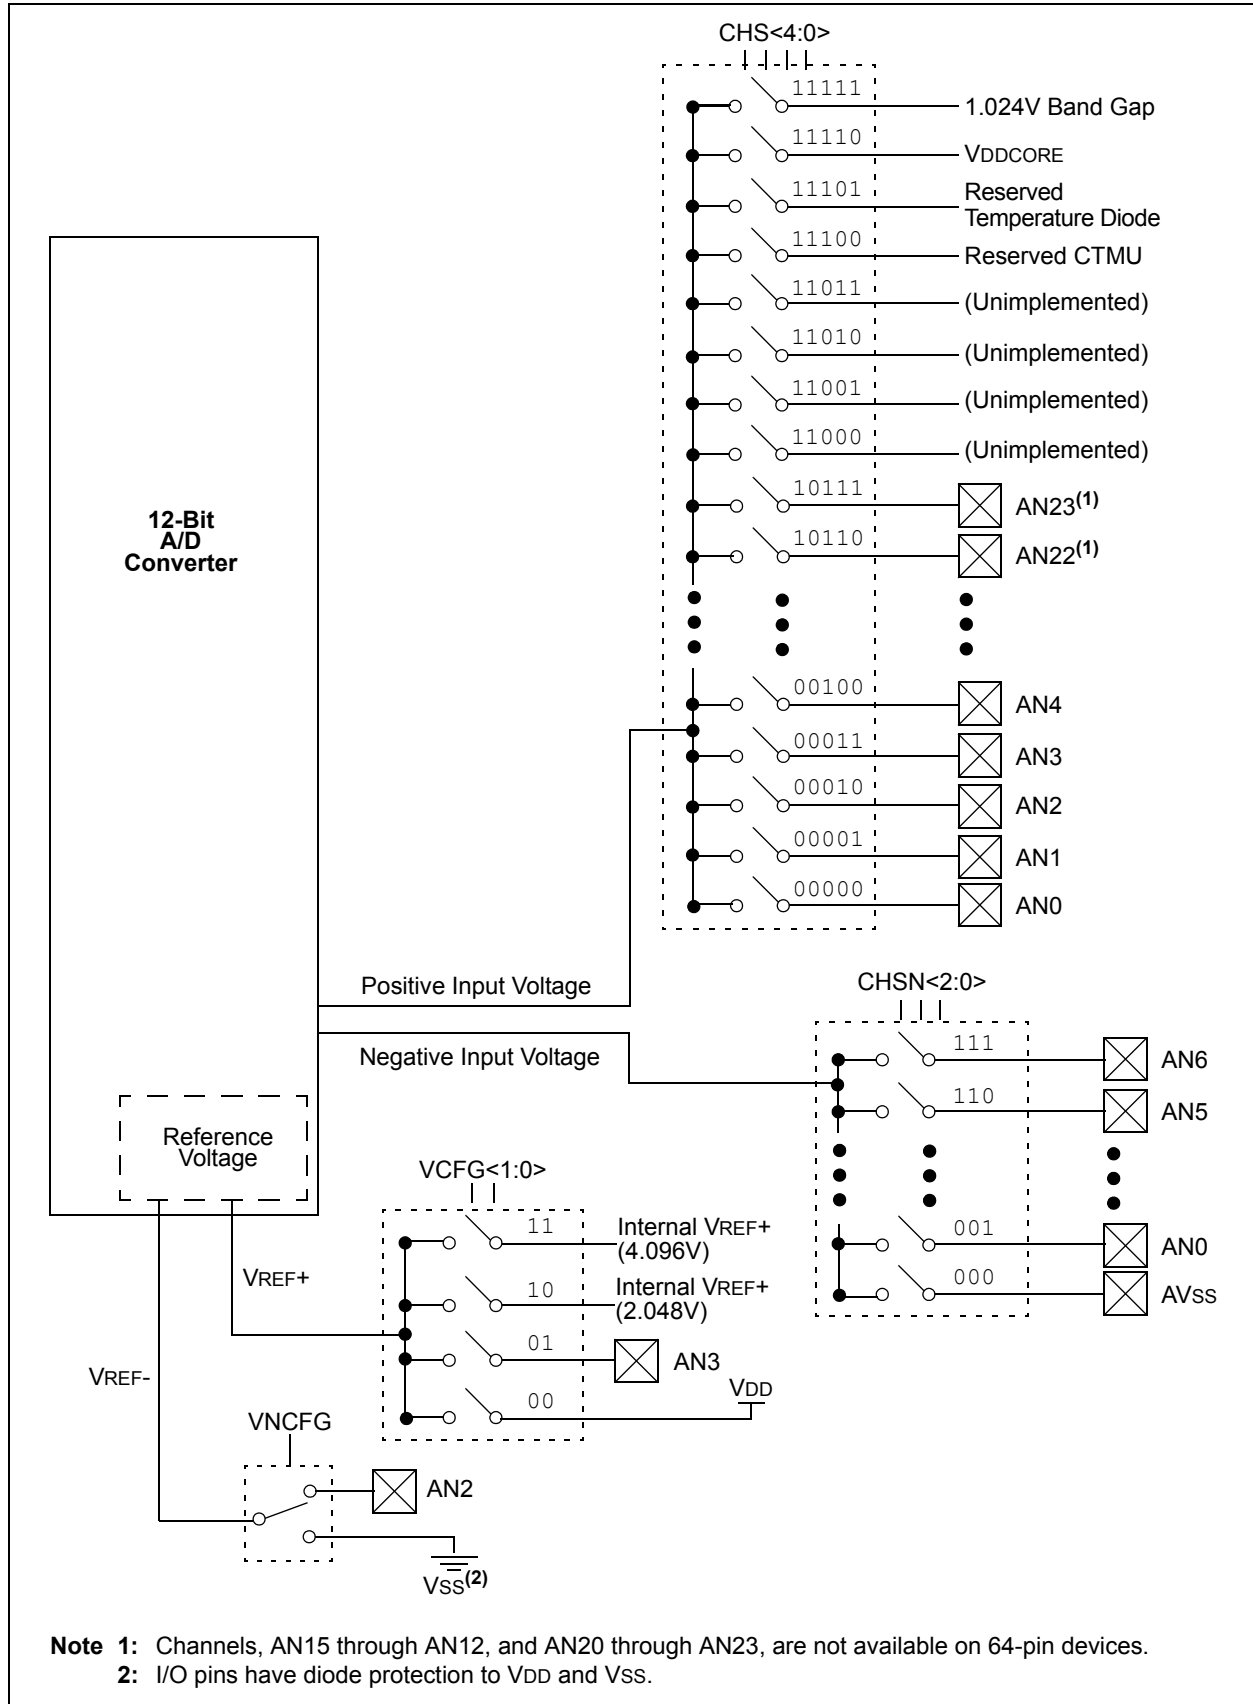 CHS<4:0>
11111
1.024V Band Gap
11110
VDDCORE
11101
Reserved
Temperature Diode
11100
Reserved CTMU
11011
(Unimplemented)
11010
(Unimplemented)
11001
(Unimplemented)
11000
(Unimplemented)
10111
AN23(1)
10110
AN22(1)
12-Bit
A/D
Converter
00100
AN4
00011
AN3
00010
AN2
00001
AN1
00000
AN0
Positive Input Voltage
Negative Input Voltage
CHSN<2:0>
111
AN6
110
AN5
001
AN0
000
AVSS
Reference
Voltage
VCFG<1:0>
11
Internal VREF+
(4.096V)
10
Internal VREF+
(2.048V)
01
AN3
00
VDD
VREF+
VREF-
VNCFG
AN2
VSS(2)
Note 1: Channels, AN15 through AN12, and AN20 through AN23, are not available on 64-pin devices.
2: I/O pins have diode protection to VDD and VSS.